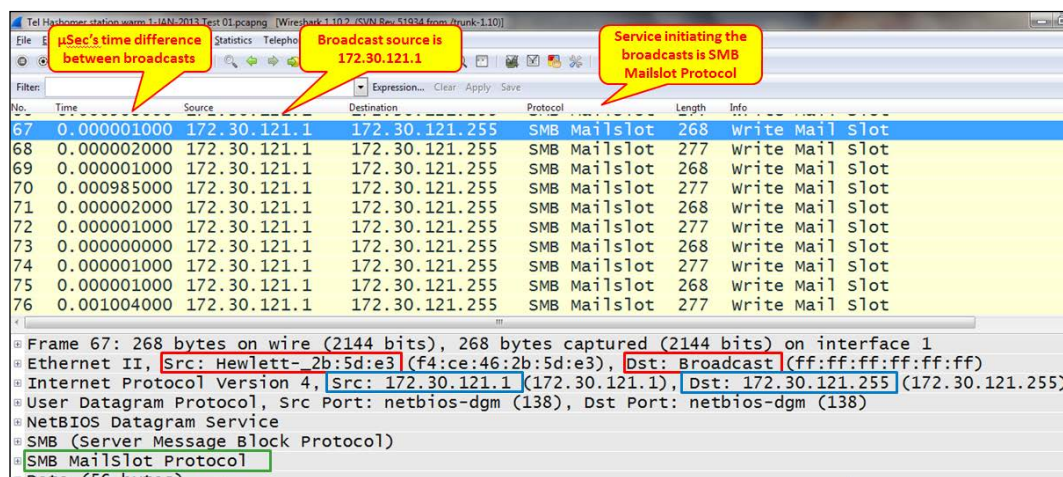 Tel Hashomer station warm 1-JAN-2013 Test 01.pcapng [Wireshark 1.10.2 (SVN Rev 51934 from /trunk-1.10)]
File E Statistics Telepho
µSec's time difference between broadcasts
Broadcast source is 172.30.121.1
Service initiating the broadcasts is SMB Mailslot Protocol
Filter: Expression... Clear Apply Save
No. Time Source Destination Protocol Length Info
67 0.000001000 172.30.121.1 172.30.121.255 SMB Mailslot 268 Write Mail Slot
68 0.000002000 172.30.121.1 172.30.121.255 SMB Mailslot 277 Write Mail Slot
69 0.000001000 172.30.121.1 172.30.121.255 SMB Mailslot 268 Write Mail Slot
70 0.000985000 172.30.121.1 172.30.121.255 SMB Mailslot 277 Write Mail Slot
71 0.000002000 172.30.121.1 172.30.121.255 SMB Mailslot 268 Write Mail Slot
72 0.000001000 172.30.121.1 172.30.121.255 SMB Mailslot 277 Write Mail Slot
73 0.000000000 172.30.121.1 172.30.121.255 SMB Mailslot 268 Write Mail Slot
74 0.000001000 172.30.121.1 172.30.121.255 SMB Mailslot 277 Write Mail Slot
75 0.000001000 172.30.121.1 172.30.121.255 SMB Mailslot 268 Write Mail Slot
76 0.001004000 172.30.121.1 172.30.121.255 SMB Mailslot 277 Write Mail Slot
Frame 67: 268 bytes on wire (2144 bits), 268 bytes captured (2144 bits) on interface 1
Ethernet II, Src: Hewlett-_2b:5d:e3 (f4:ce:46:2b:5d:e3), Dst: Broadcast (ff:ff:ff:ff:ff:ff)
Internet Protocol Version 4, Src: 172.30.121.1 (172.30.121.1), Dst: 172.30.121.255 (172.30.121.255)
User Datagram Protocol, Src Port: netbios-dgm (138), Dst Port: netbios-dgm (138)
NetBIOS Datagram Service
SMB (Server Message Block Protocol)
SMB MailSlot Protocol